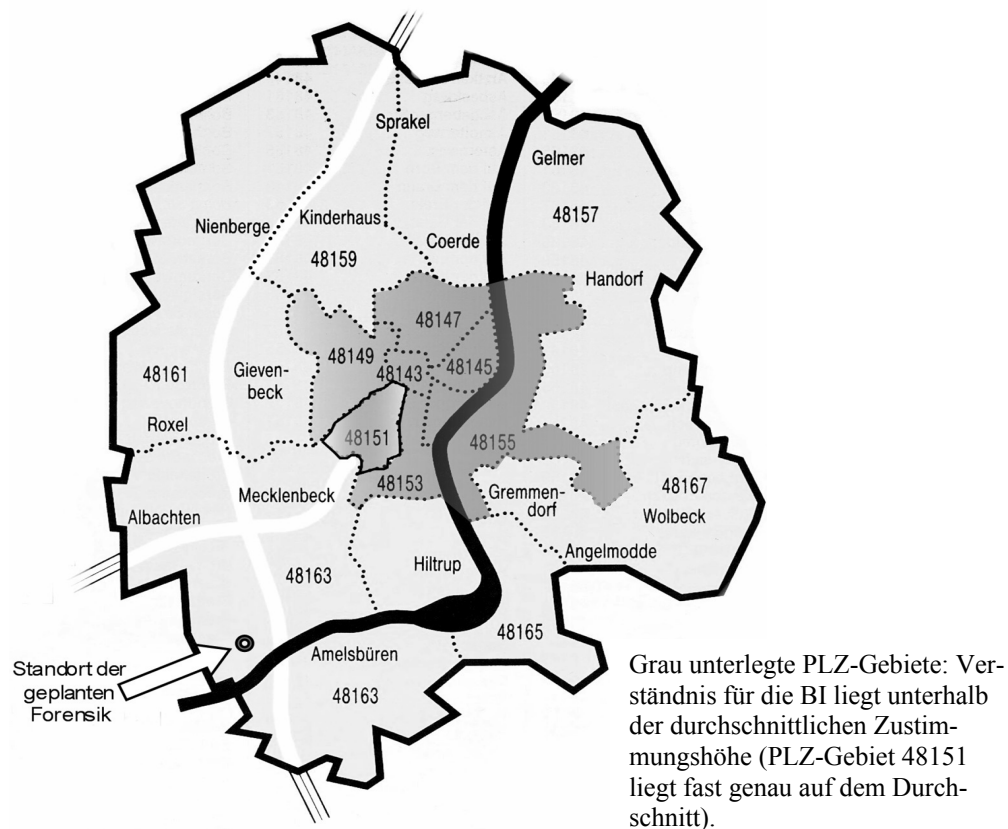 Sprakel
Gelmer
48157
Nienberge
Kinderhaus
Coerde
48159
Handorf
48147
48149
48161
Gieven-
beck
48143
48145
Roxel
48151
48155
48153
Mecklenbeck
Gremmen-
dorf
48167
Albachten
Wolbeck
Angelmodde
Hiltrup
48163
48165
Amelsbüren
48163
Standort der
geplanten
Forensik
Grau unterlegte PLZ-Gebiete: Ver-
ständnis für die BI liegt unterhalb
der durchschnittlichen Zustim-
mungshöhe (PLZ-Gebiet 48151
liegt fast genau auf dem Durch-
schnitt).